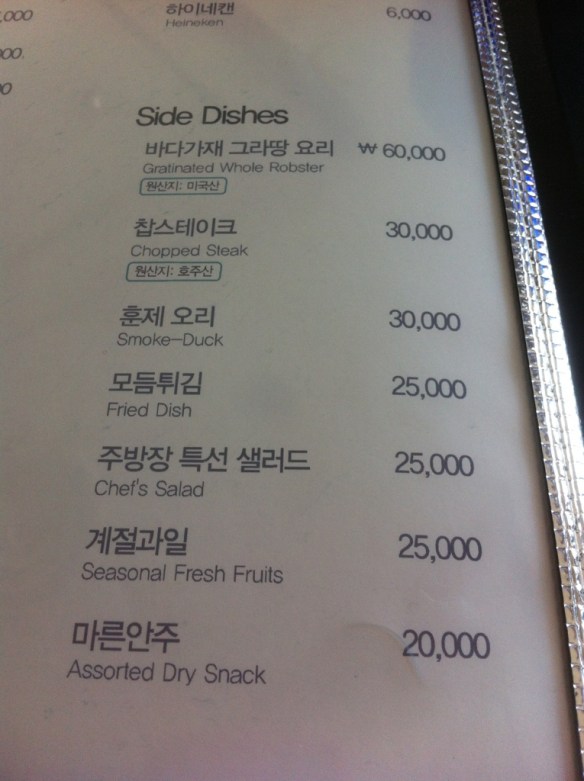 ,000
하이네캔 6,000
Heineken
00
0
Side Dishes
바다가재 그라땅 요리 ₩ 60,000
Gratinated Whole Robster
원산지: 미국산
찹스테이크 30,000
Chopped Steak
원산지: 호주산
훈제 오리 30,000
Smoke-Duck
모듬튀김 25,000
Fried Dish
주방장 특선 샐러드 25,000
Chef's Salad
계절과일 25,000
Seasonal Fresh Fruits
마른안주 20,000
Assorted Dry Snack